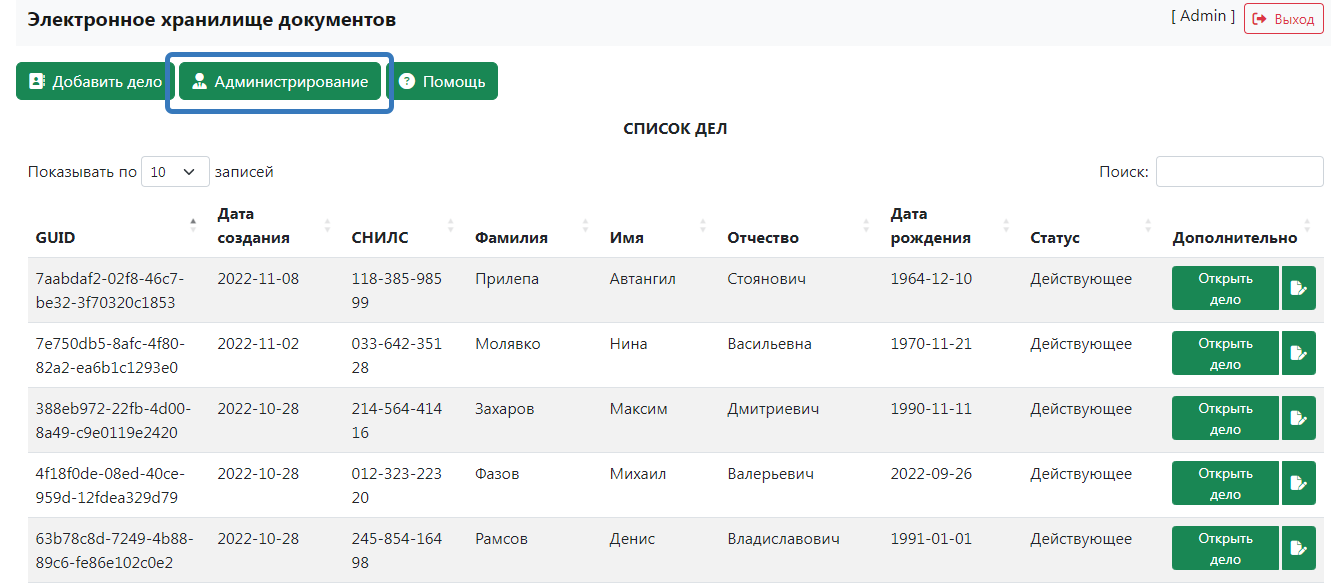 Электронное хранилище документов
[ Admin ] Выход
Добавить дело Администрирование Помощь
СПИСОК ДЕЛ
Показывать по 10 записей Поиск:
GUID Дата создания СНИЛС Фамилия Имя Отчество Дата рождения Статус Дополнительно
7aabdaf2-02f8-46c7- 2022-11-08 118-385-985 Прилепа Автангил Стоянович 1964-12-10 Действующее Открыть
be32-3f70320c1853 99 дело
7e750db5-8afc-4f80- 2022-11-02 033-642-351 Молявко Нина Васильевна 1970-11-21 Действующее Открыть
82a2-ea6b1c1293e0 28 дело
388eb972-22fb-4d00- 2022-10-28 214-564-414 Захаров Максим Дмитриевич 1990-11-11 Действующее Открыть
8a49-c9e0119e2420 16 дело
4f18f0de-08ed-40ce- 2022-10-28 012-323-223 Фазов Михаил Валерьевич 2022-09-26 Действующее Открыть
959d-12fdea329d79 20 дело
63b78c8d-7249-4b88- 2022-10-28 245-854-164 Рамсов Денис Владиславович 1991-01-01 Действующее Открыть
89c6-fe86e102c0e2 98 дело